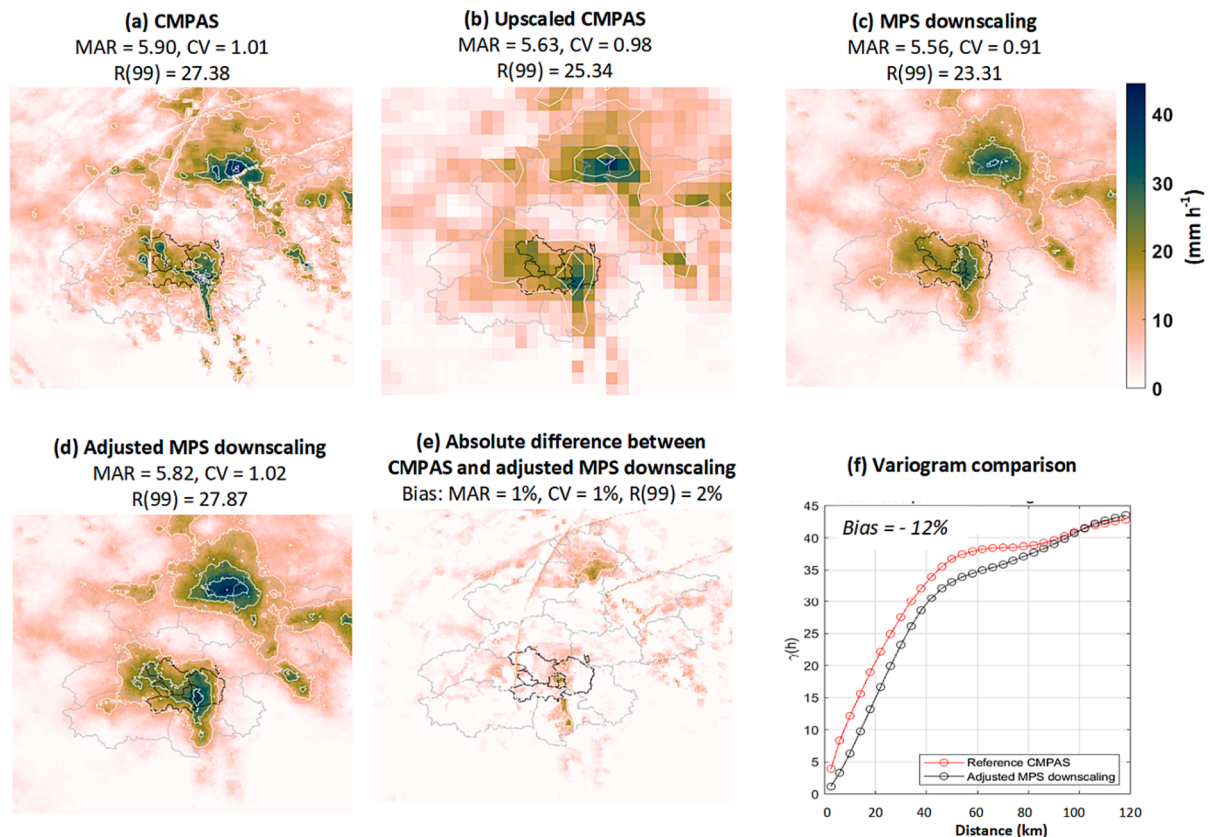 (a) CMPAS
MAR = 5.90, CV = 1.01
R(99) = 27.38
(b) Upscaled CMPAS
MAR = 5.63, CV = 0.98
R(99) = 25.34
(c) MPS downscaling
MAR = 5.56, CV = 0.91
R(99) = 23.31
40
30
20
10
0
(mm h⁻¹)
(d) Adjusted MPS downscaling
MAR = 5.82, CV = 1.02
R(99) = 27.87
(e) Absolute difference between
CMPAS and adjusted MPS downscaling
Bias: MAR = 1%, CV = 1%, R(99) = 2%
(f) Variogram comparison
Bias = - 12%
45
40
35
30
25
20
15
10
5
0
γ(h)
Reference CMPAS
Adjusted MPS downscaling
0 20 40 60 80 100 120
Distance (km)